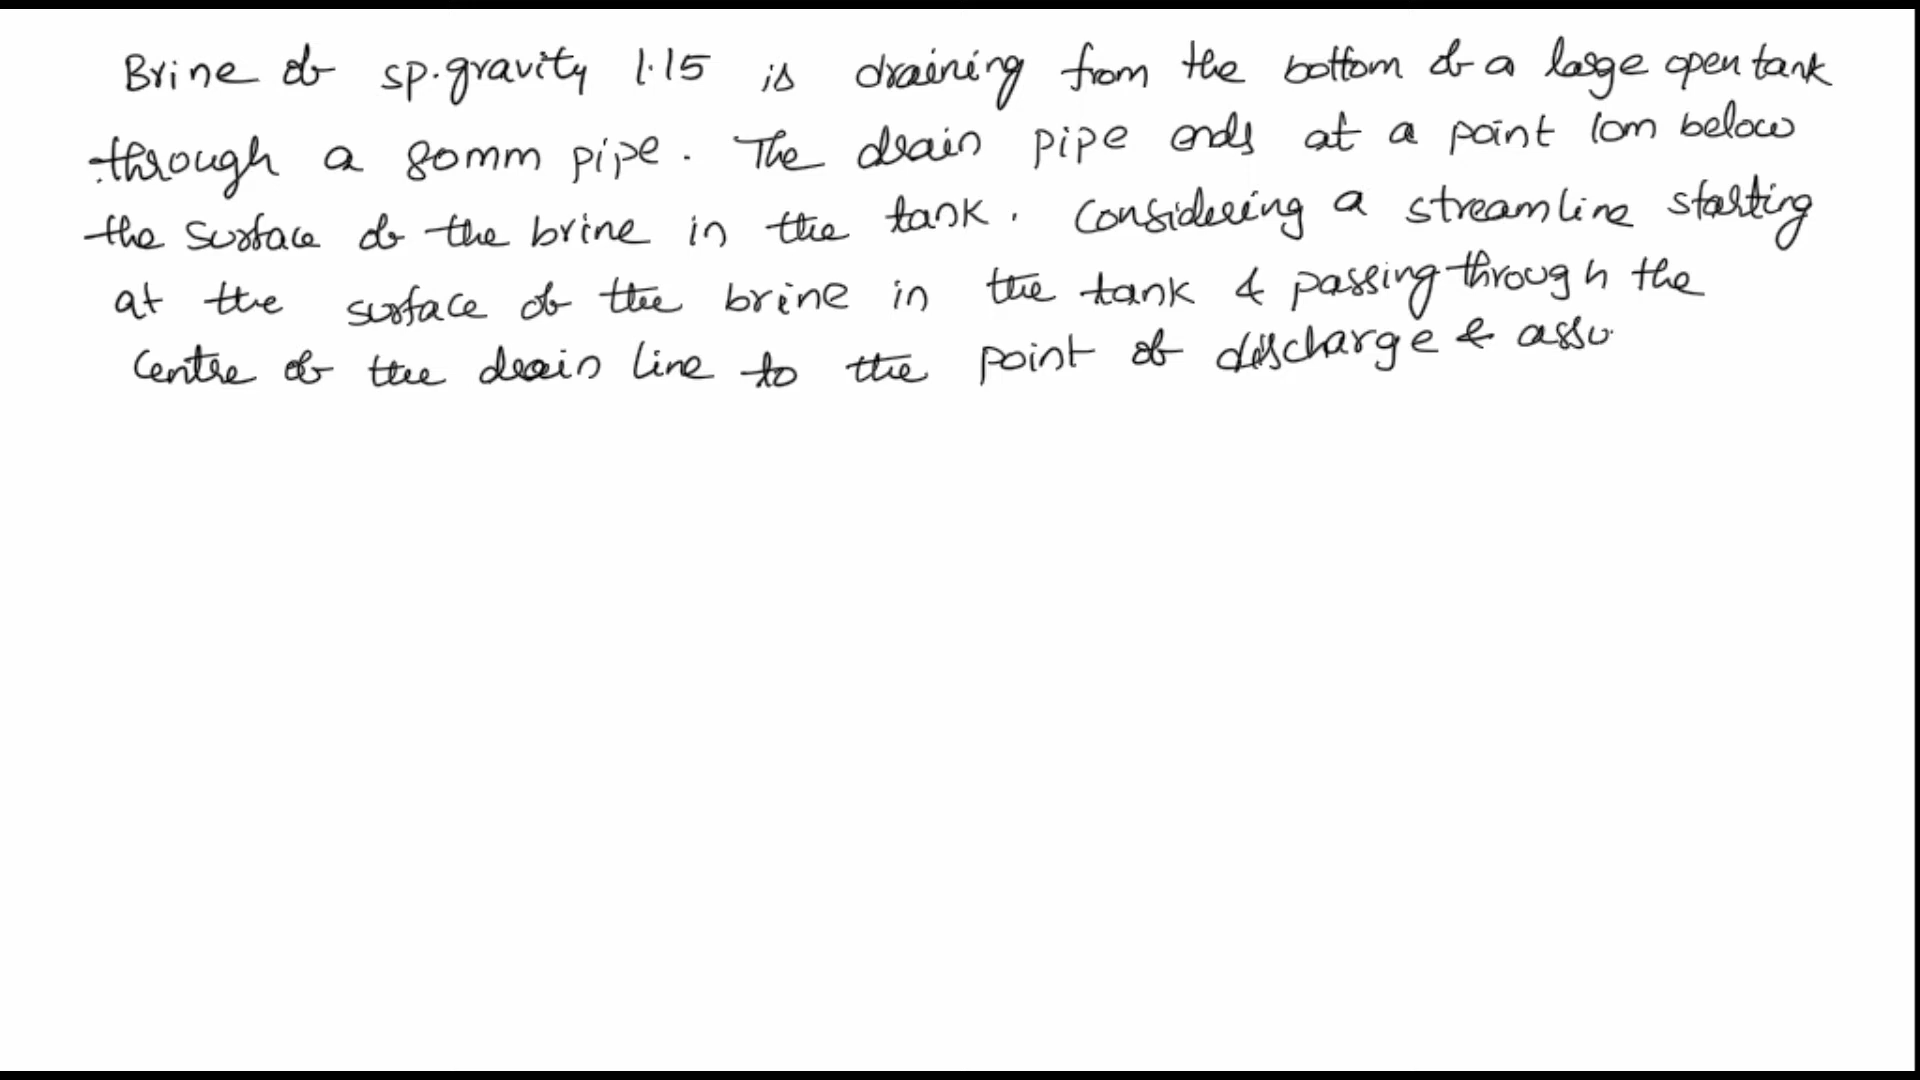 Brine of sp.gravity 1.15 is draining from the bottom of a large open tank
through a 80mm pipe. The drain pipe ends at a point 10m below
the surface of the brine in the tank. Considering a streamline starting
at the surface of the brine in the tank & passing through the
Centre of the drain line to the point of discharge & assu